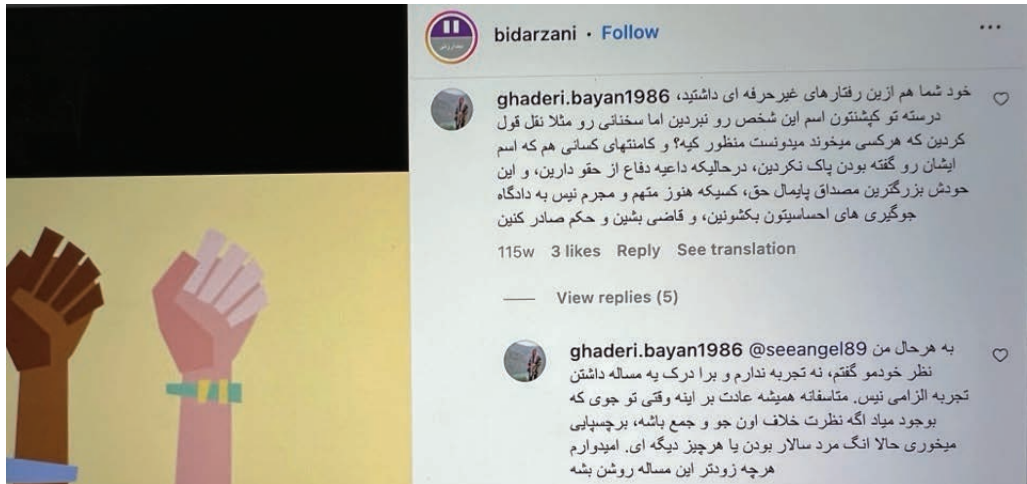 bidarzani • Follow
ghaderi.bayan1986 خود شما هم ازین رفتارهای غیرحرفه ای داشتید،
درسته تو کپشنتون اسم این شخص رو نبردین اما سخنانی رو مثلا نقل قول
کردین که هرکسی میخوند میدونست منظور کیه؟ و کامنتهای کسانی هم که اسم
ایشان رو گفته بودن پاک نکردین، درحالیکه داعیه دفاع از حقو دارین، و این
خودش بزرگترین مصداق پایمال حق، کسیکه هنوز متهم و مجرم نیس به دادگاه
جوگیری های احساسیتون بکشونین، و قاضی بشین و حکم صادر کنین
115w 3 likes Reply See translation
View replies (5)
ghaderi.bayan1986 @seeangel89 به هرحال من
نظر خودمو گفتم، نه تجربه ندارم و برا درک یه مساله داشتن
تجربه الزامی نیس. متاسفانه همیشه عادت بر اینه وقتی تو جوی که
بوجود میاد اگه نظرت خلاف اون جو و جمع باشه، برچسپایی
میخوری حالا انگ مرد سالار بودن یا هرچیز دیگه ای. امیدوارم
هرچه زودتر این مساله روشن بشه